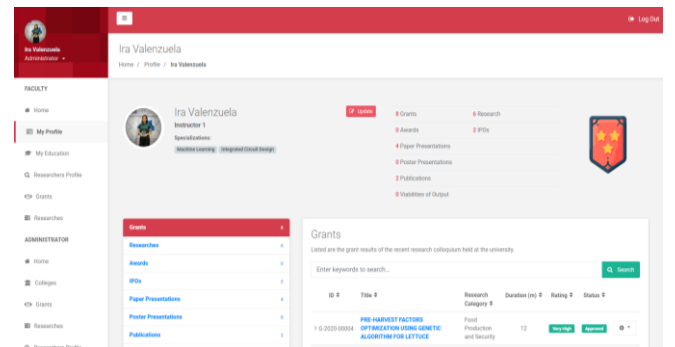 Log Out
Ira Valenzuela
Administrator
Ira Valenzuela
Home / Profile / Ira Valenzuela
FACULTY
Home
My Profile
My Education
Researchers Profile
Grants
Researches
ADMINISTRATOR
Home
Colleges
Grants
Researches
Researchers Profile
Ira Valenzuela
Instructor 1
Specializations:
Machine Learning Integrated Circuit Design
Update
Grants
6 Research
Awards
2 IPOs
4 Paper Presentations
Poster Presentations
2 Publications
Viabilities of Output
Grants
Researches
Awards
IPOs
Paper Presentations
Poster Presentations
Publications
Grants
Listed are the grant results of the recent research colloquium held at the university.
Enter keywords to search...
Search
ID Title Research Category Duration (m) Rating Status
G-2020-00004
PRE-HARVEST FACTORS
OPTIMIZATION USING GENETIC
ALGORITHM FOR LETTUCE
Food
Production
and Security
12
Very High
Approved